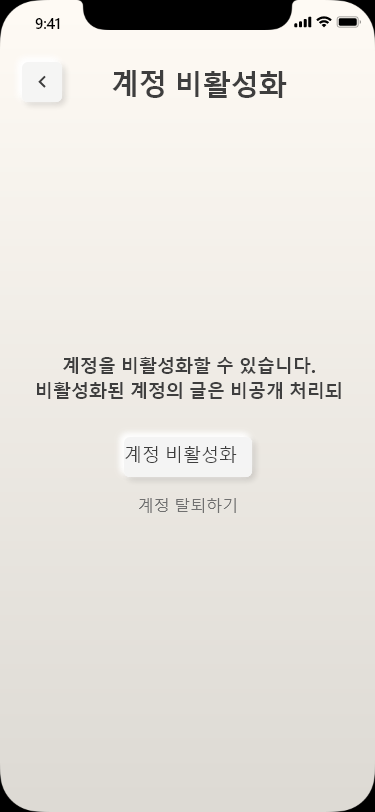 9:41
계정 비활성화
계정을 비활성화할 수 있습니다.
비활성화된 계정의 글은 비공개 처리되
계정 비활성화
계정 탈퇴하기